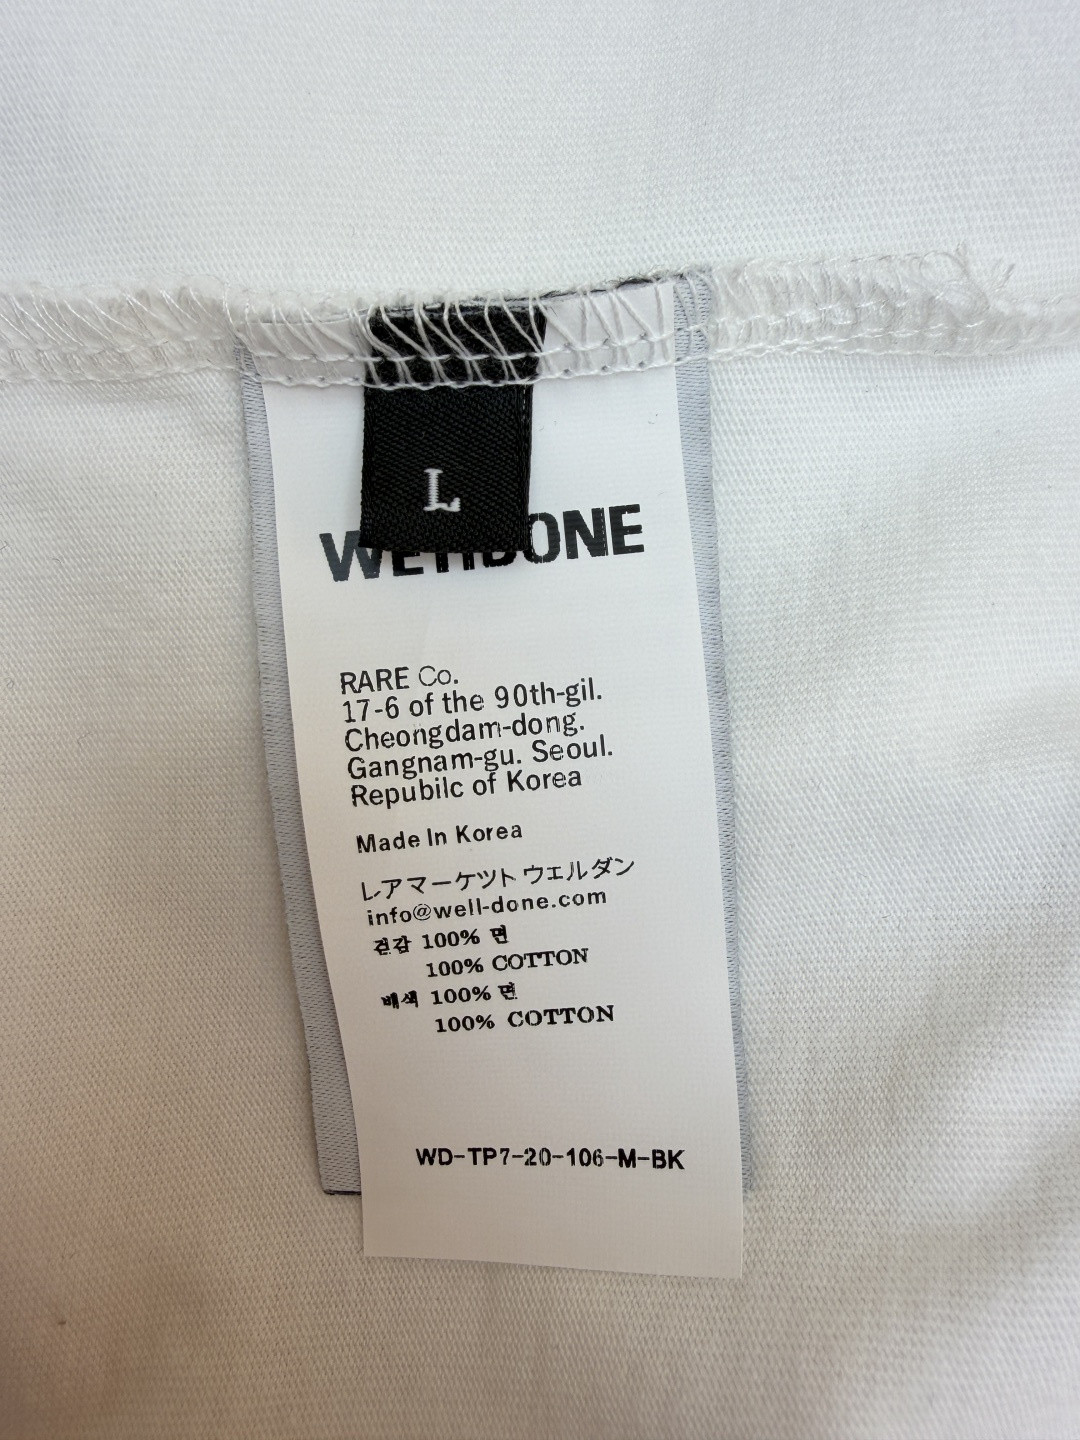 L
WE11DONE
RARE Co.
17-6 of the 90th-gil.
Cheongdam-dong.
Gangnam-gu. Seoul.
Repubilc of Korea
Made In Korea
レアマーケツト ウェルダン
info@well-done.com
겉감 100% 면
100% COTTON
배색 100% 면
100% COTTON
WD-TP7-20-106-M-BK